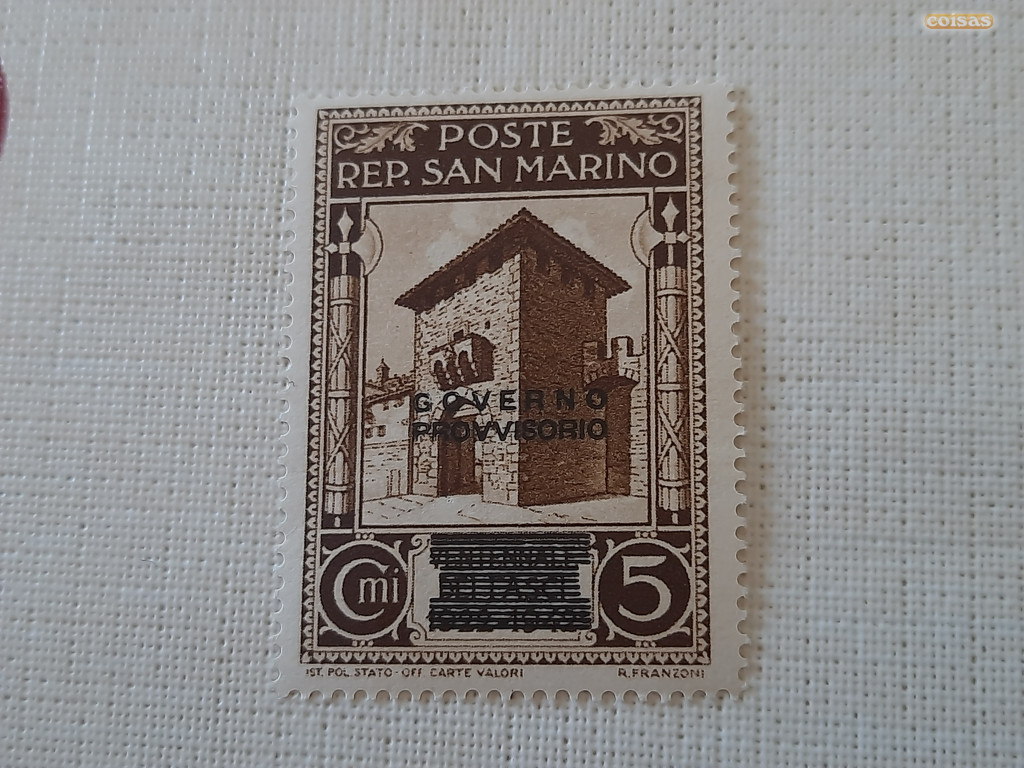 coisas
POSTE
REP. SAN MARINO
GOVERNO
PROVVISORIO
Cmi
5
IST. POL. STATO-OFF. CARTE VALORI R. FRANZONI